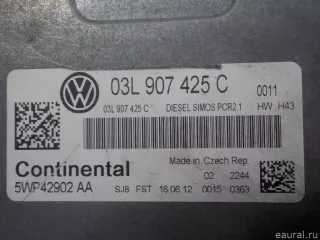 03L 907 425 C 0011
03L 907 425 C DIESEL SIMOS PCR2.1 HW: H43
Continental
Made in Czech Rep.
5WP42902 AA
02 2244
SJ8 FST 16.06.12 0015 0363
eaural.ru